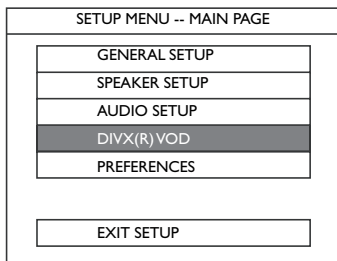 SETUP MENU -- MAIN PAGE
GENERAL SETUP
SPEAKER SETUP
AUDIO SETUP
DIVX(R) VOD
PREFERENCES
EXIT SETUP